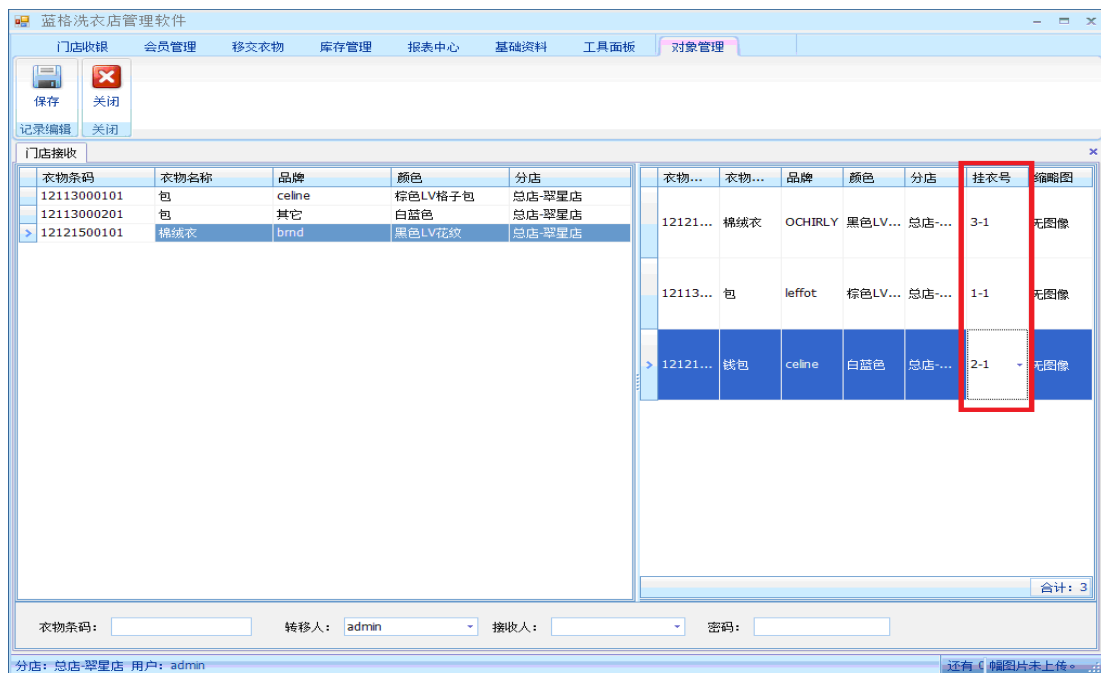 蓝格洗衣店管理软件
门店收银 会员管理 移交衣物 库存管理 报表中心 基础资料 工具面板 对象管理
保存 关闭
记录编辑 关闭
门店接收
衣物条码 衣物名称 品牌 颜色 分店
12113000101 包 celine 棕色LV格子包 总店-翠星店
12113000201 包 其它 白蓝色 总店-翠星店
12121500101 棉绒衣 brnd 黑色LV花纹 总店-翠星店
衣物... 衣物... 品牌 颜色 分店 挂衣号 缩略图
12121... 棉绒衣 OCHIRLY 黑色LV... 总店-... 3-1 无图像
12113... 包 leffot 棕色LV... 总店-... 1-1 无图像
12121... 钱包 celine 白蓝色 总店-... 2-1 无图像
合计: 3
衣物条码: 转移人: admin 接收人: 密码:
分店: 总店-翠星店 用户: admin
还有 幅图片未上传。